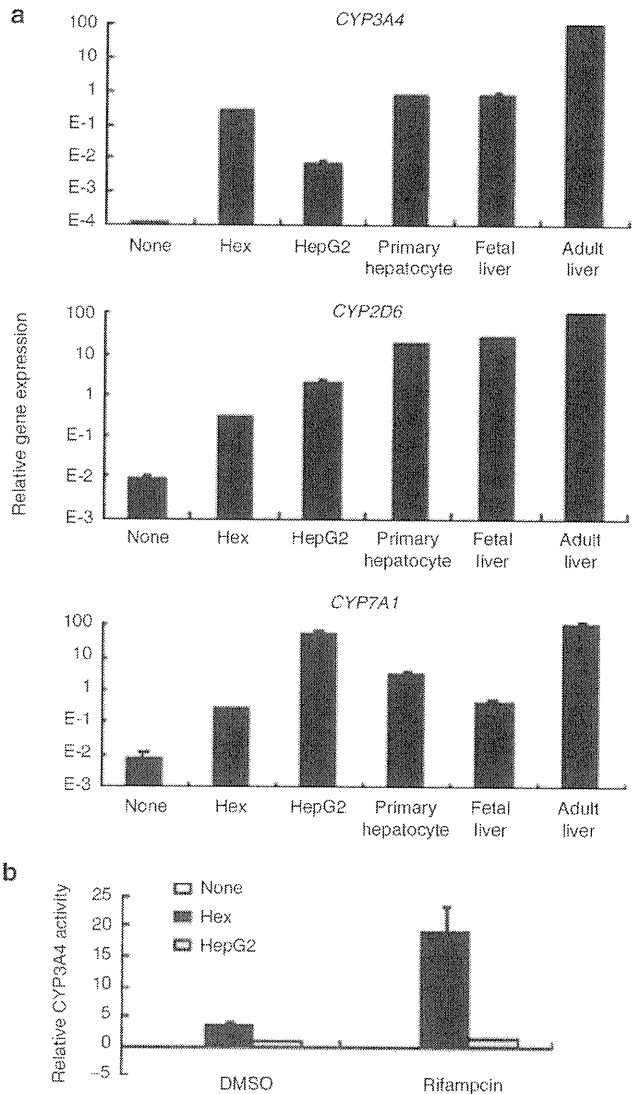 a
CYP3A4
100
1
E-1
E-2
E-3
E-4
None Hex HepG2 Primary hepatocyte Fetal liver Adult liver
Relative gene expression
CYP2D6
100
10
1
E-1
E-2
E-3
None Hex HepG2 Primary hepatocyte Fetal liver Adult liver
CYP7A1
100
1
E-1
E-2
E-3
None Hex HepG2 Primary hepatocyte Fetal liver Adult liver
b
Relative CYP3A4 activity
25
20
15
10
5
0
−5
None
Hex
HepG2
DMSO Rifampcin